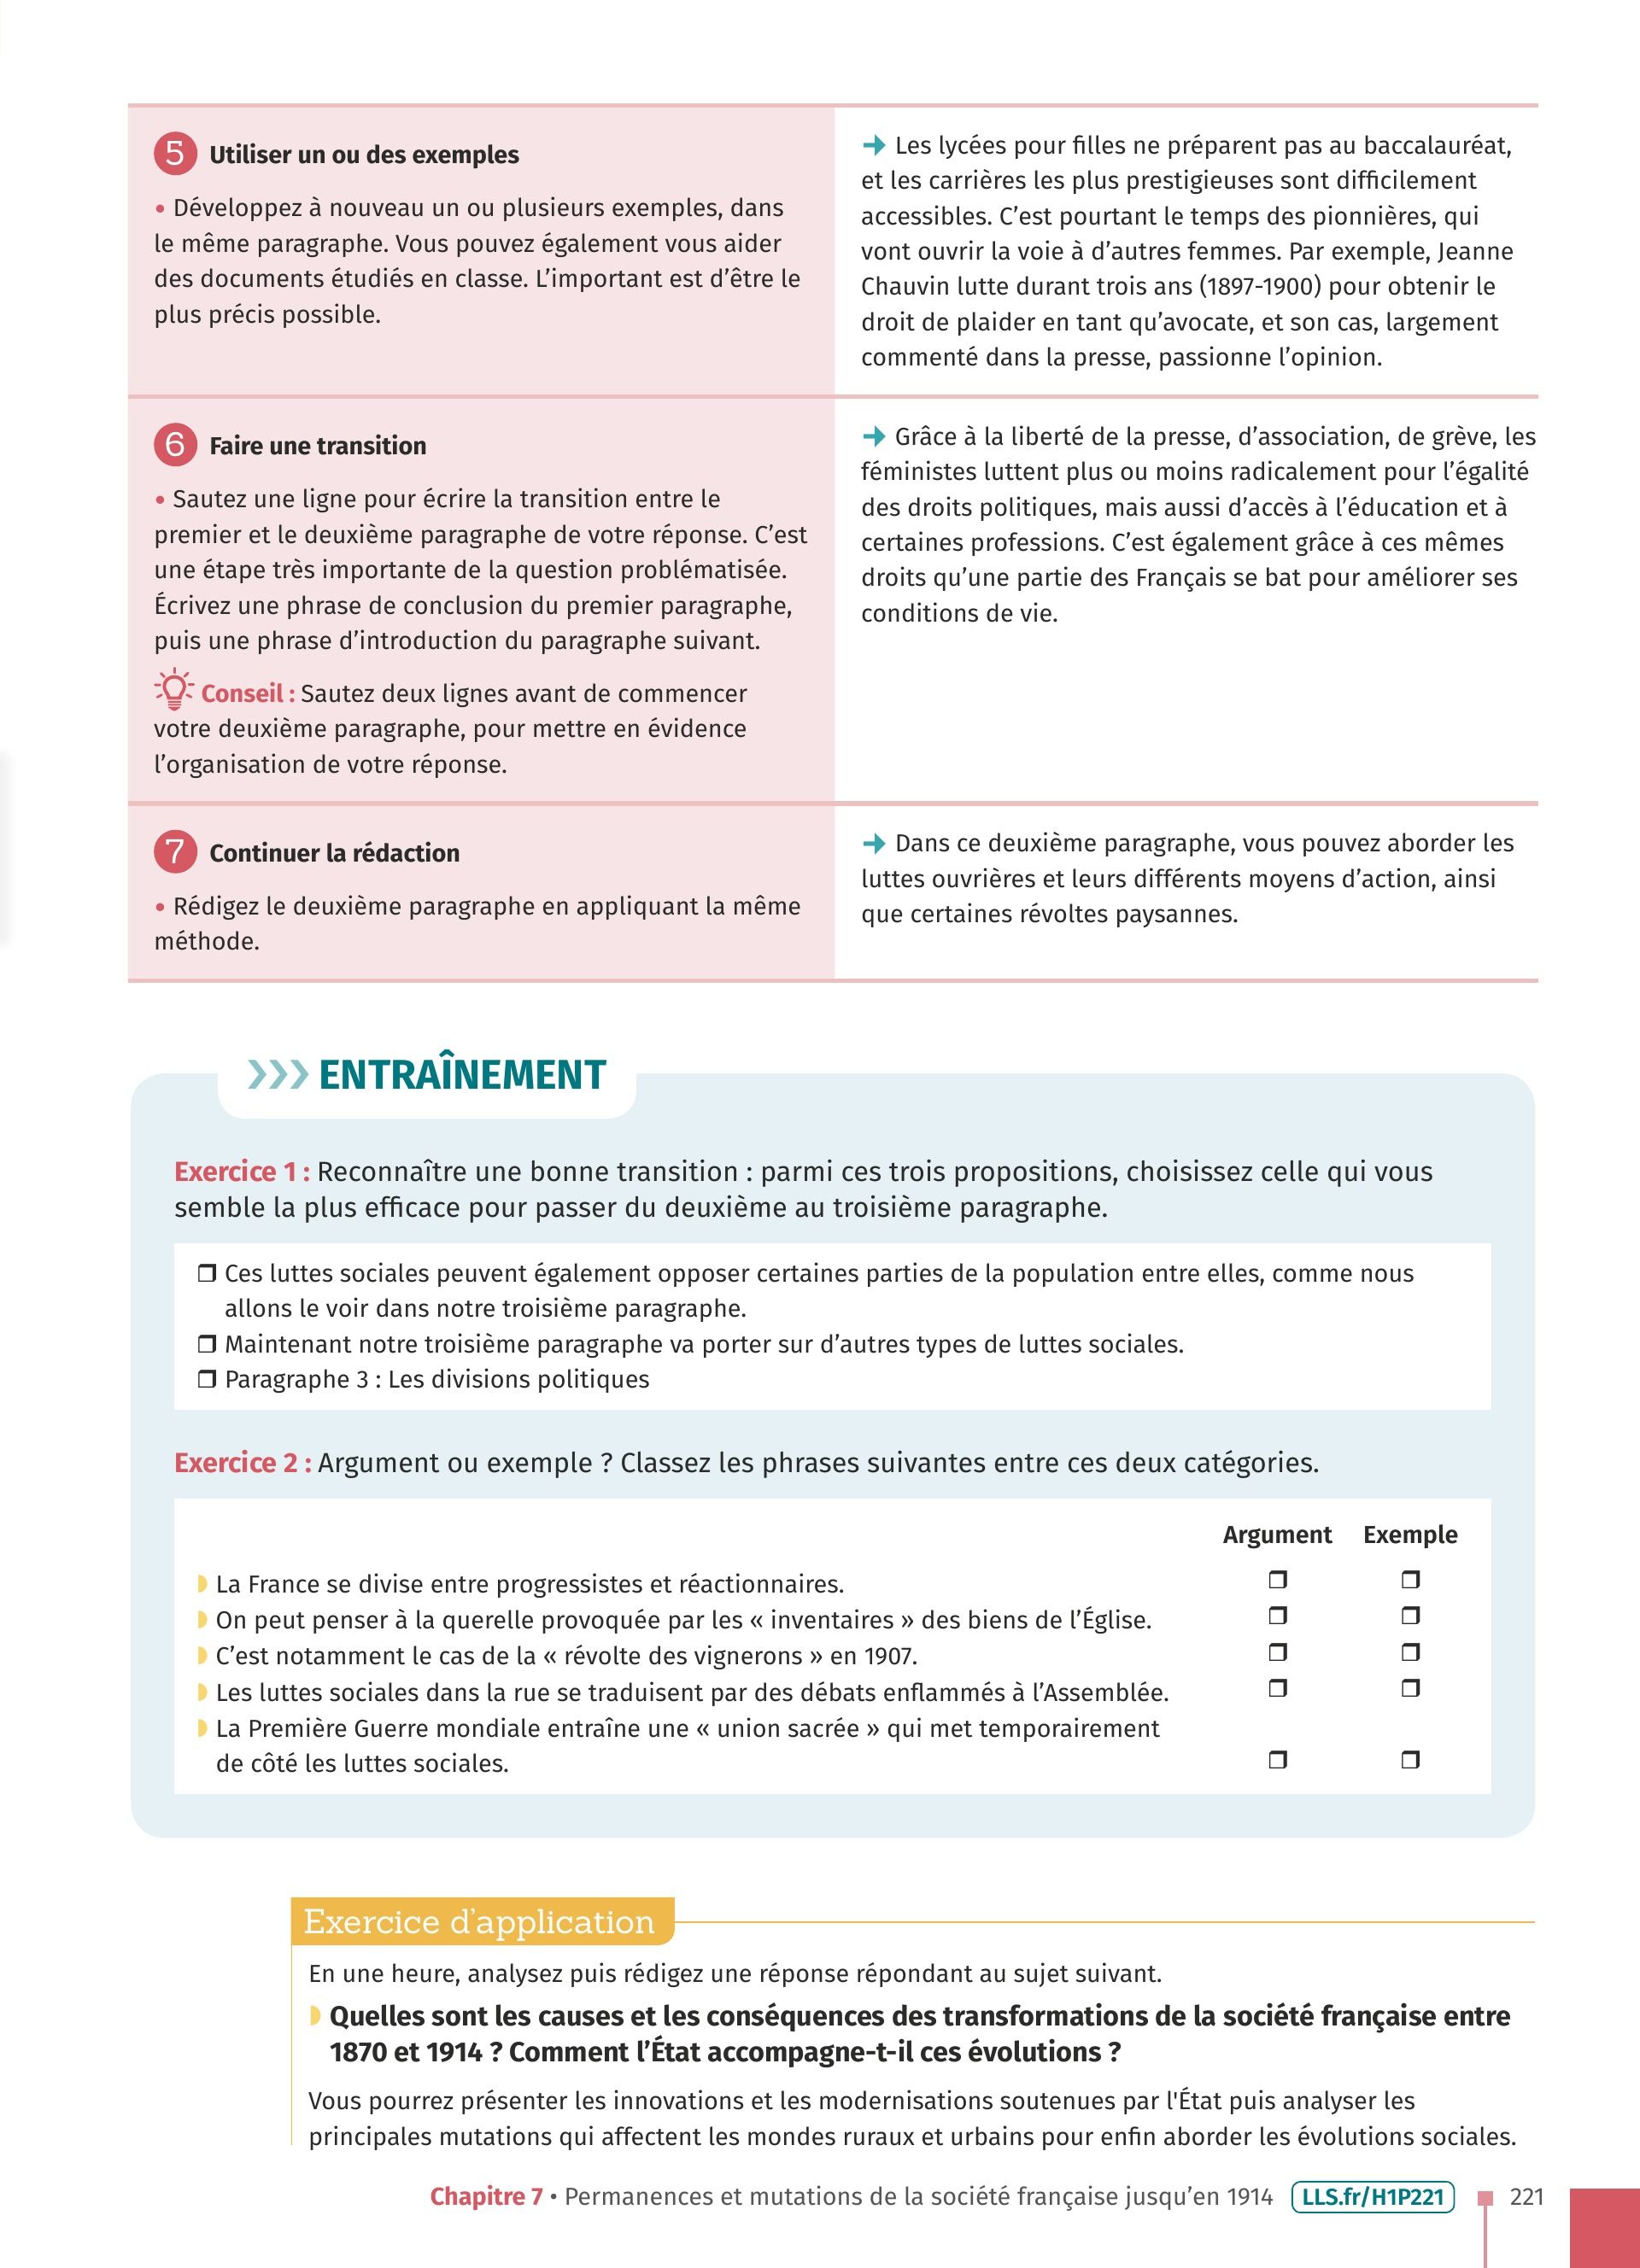 5 Utiliser un ou des exemples
• Développez à nouveau un ou plusieurs exemples, dans
le même paragraphe. Vous pouvez également vous aider
des documents étudiés en classe. L’important est d’être le
plus précis possible.
➔ Les lycées pour filles ne préparent pas au baccalauréat,
et les carrières les plus prestigieuses sont difficilement
accessibles. C’est pourtant le temps des pionnières, qui
vont ouvrir la voie à d’autres femmes. Par exemple, Jeanne
Chauvin lutte durant trois ans (1897-1900) pour obtenir le
droit de plaider en tant qu’avocate, et son cas, largement
commenté dans la presse, passionne l’opinion.
6 Faire une transition
• Sautez une ligne pour écrire la transition entre le
premier et le deuxième paragraphe de votre réponse. C’est
une étape très importante de la question problématisée.
Écrivez une phrase de conclusion du premier paragraphe,
puis une phrase d’introduction du paragraphe suivant.
Conseil : Sautez deux lignes avant de commencer
votre deuxième paragraphe, pour mettre en évidence
l’organisation de votre réponse.
➔ Grâce à la liberté de la presse, d’association, de grève, les
féministes luttent plus ou moins radicalement pour l’égalité
des droits politiques, mais aussi d’accès à l’éducation et à
certaines professions. C’est également grâce à ces mêmes
droits qu’une partie des Français se bat pour améliorer ses
conditions de vie.
7 Continuer la rédaction
• Rédigez le deuxième paragraphe en appliquant la même
méthode.
➔ Dans ce deuxième paragraphe, vous pouvez aborder les
luttes ouvrières et leurs différents moyens d’action, ainsi
que certaines révoltes paysannes.
ENTRAÎNEMENT
Exercice 1 : Reconnaître une bonne transition : parmi ces trois propositions, choisissez celle qui vous
semble la plus efficace pour passer du deuxième au troisième paragraphe.
❒ Ces luttes sociales peuvent également opposer certaines parties de la population entre elles, comme nous
allons le voir dans notre troisième paragraphe.
❒ Maintenant notre troisième paragraphe va porter sur d’autres types de luttes sociales.
❒ Paragraphe 3 : Les divisions politiques
Exercice 2 : Argument ou exemple ? Classez les phrases suivantes entre ces deux catégories.
Argument Exemple
La France se divise entre progressistes et réactionnaires. ❒ ❒
On peut penser à la querelle provoquée par les « inventaires » des biens de l’Église. ❒ ❒
C’est notamment le cas de la « révolte des vignerons » en 1907. ❒ ❒
Les luttes sociales dans la rue se traduisent par des débats enflammés à l’Assemblée. ❒ ❒
La Première Guerre mondiale entraîne une « union sacrée » qui met temporairement
de côté les luttes sociales. ❒ ❒
Exercice d’application
En une heure, analysez puis rédigez une réponse répondant au sujet suivant.
Quelles sont les causes et les conséquences des transformations de la société française entre
1870 et 1914 ? Comment l’État accompagne-t-il ces évolutions ?
Vous pourrez présenter les innovations et les modernisations soutenues par l'État puis analyser les
principales mutations qui affectent les mondes ruraux et urbains pour enfin aborder les évolutions sociales.
Chapitre 7 • Permanences et mutations de la société française jusqu’en 1914 LLS.fr/H1P221 221